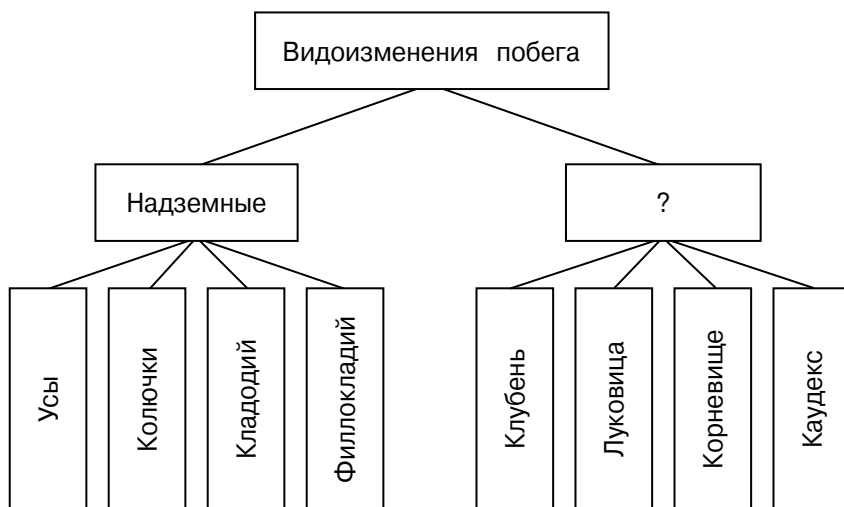 Видоизменения побега
Надземные
?
Усы
Колючки
Кладодий
Филлокладий
Клубень
Луковица
Корневище
Каудекс